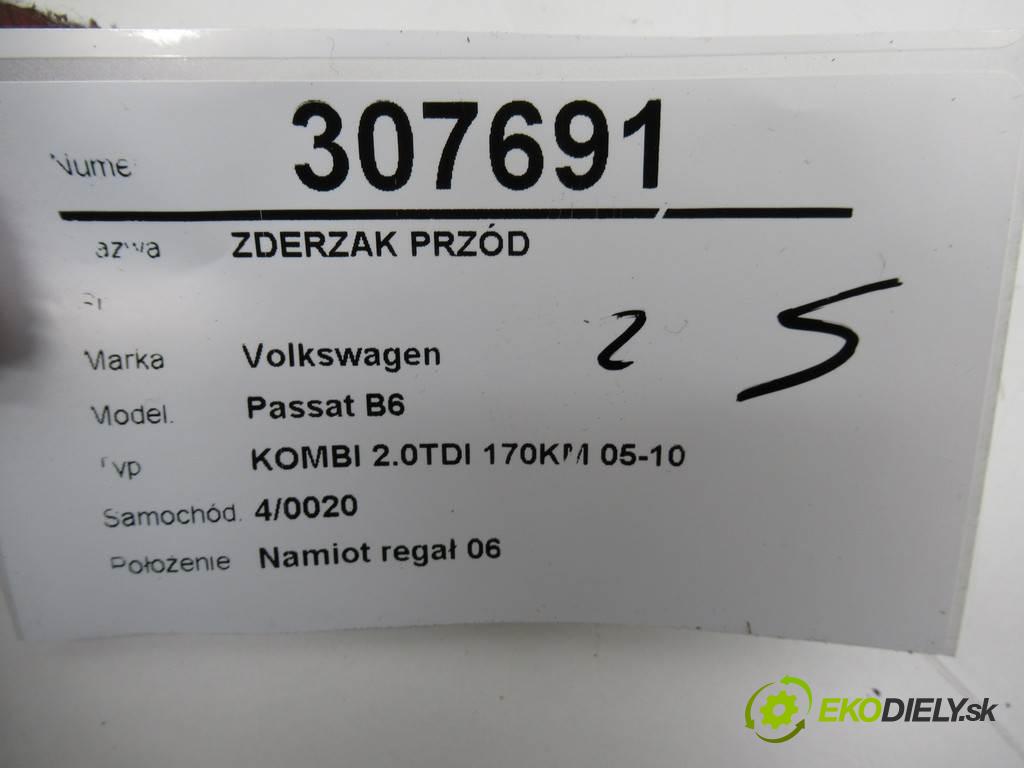 Nume 307691
azwa ZDERZAK PRZÓD
Marka Volkswagen 2 5
Model. Passat B6
Typ KOMBI 2.0TDI 170KM 05-10
Samochód. 4/0020
Położenie Namiot regał 06
EKODIELY.sk